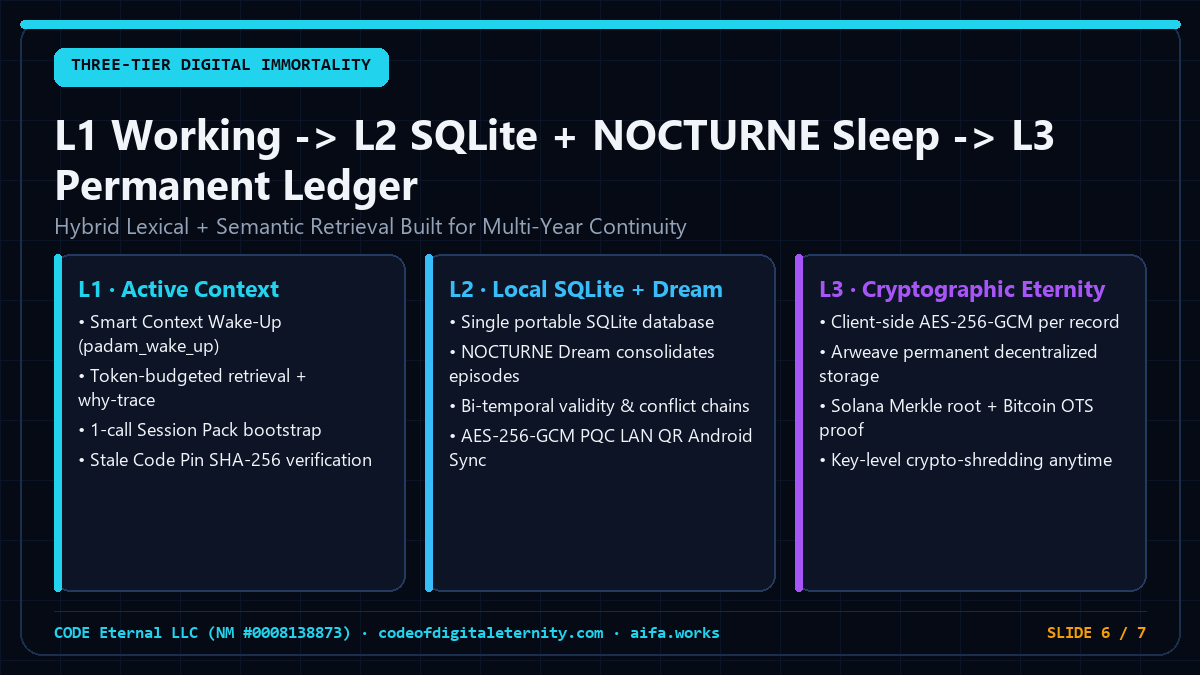 THREE-TIER DIGITAL IMMORTALITY
L1 Working -> L2 SQLite + NOCTURNE Sleep -> L3
Permanent Ledger
Hybrid Lexical + Semantic Retrieval Built for Multi-Year Continuity
L1 · Active Context
• Smart Context Wake-Up
(padam_wake_up)
• Token-budgeted retrieval +
why-trace
• 1-call Session Pack bootstrap
• Stale Code Pin SHA-256 verification
L2 · Local SQLite + Dream
• Single portable SQLite database
• NOCTURNE Dream consolidates
episodes
• Bi-temporal validity & conflict chains
• AES-256-GCM PQC LAN QR Android
Sync
L3 · Cryptographic Eternity
• Client-side AES-256-GCM per record
• Arweave permanent decentralized
storage
• Solana Merkle root + Bitcoin OTS
proof
• Key-level crypto-shredding anytime
CODE Eternal LLC (NM #0008138873) · codeofdigitaleternity.com · aifa.works
SLIDE 6 / 7